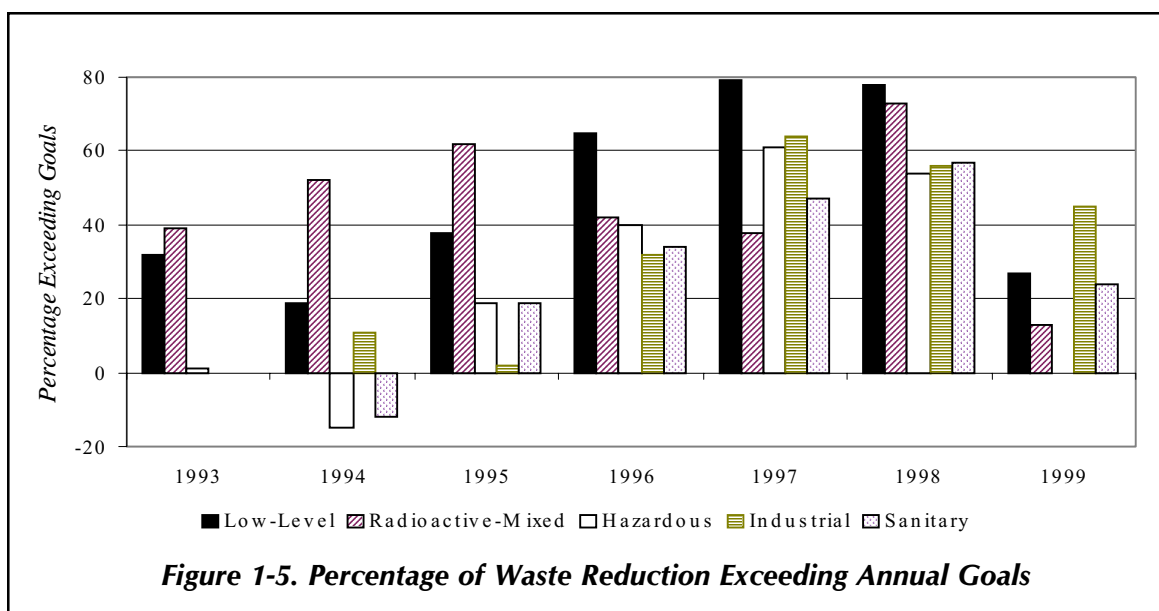 Percentage Exceeding Goals
80
60
40
20
0
-20
1993 1994 1995 1996 1997 1998 1999
Low-Level Radioactive-Mixed Hazardous Industrial Sanitary
Figure 1-5. Percentage of Waste Reduction Exceeding Annual Goals